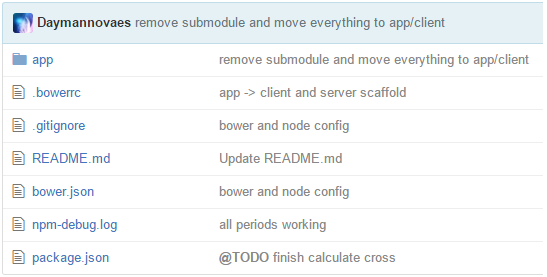 Daymannovaes remove submodule and move everything to app/client
app remove submodule and move everything to app/client
.bowerrc app -> client and server scaffold
.gitignore bower and node config
README.md Update README.md
bower.json bower and node config
npm-debug.log all periods working
package.json @TODO finish calculate cross